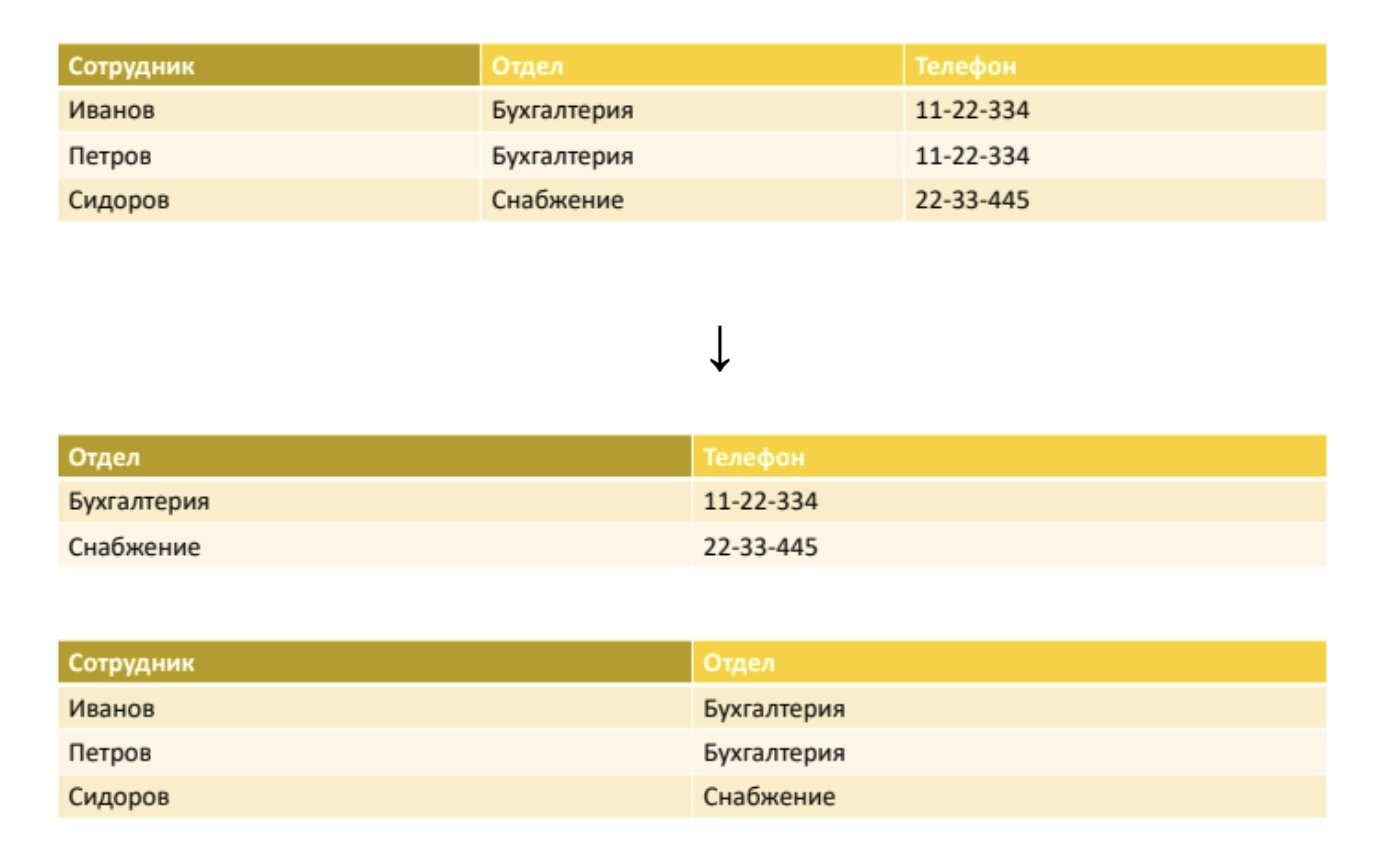 Сотрудник Отдел Телефон
Иванов Бухгалтерия 11-22-334
Петров Бухгалтерия 11-22-334
Сидоров Снабжение 22-33-445
↓
Отдел Телефон
Бухгалтерия 11-22-334
Снабжение 22-33-445
Сотрудник Отдел
Иванов Бухгалтерия
Петров Бухгалтерия
Сидоров Снабжение